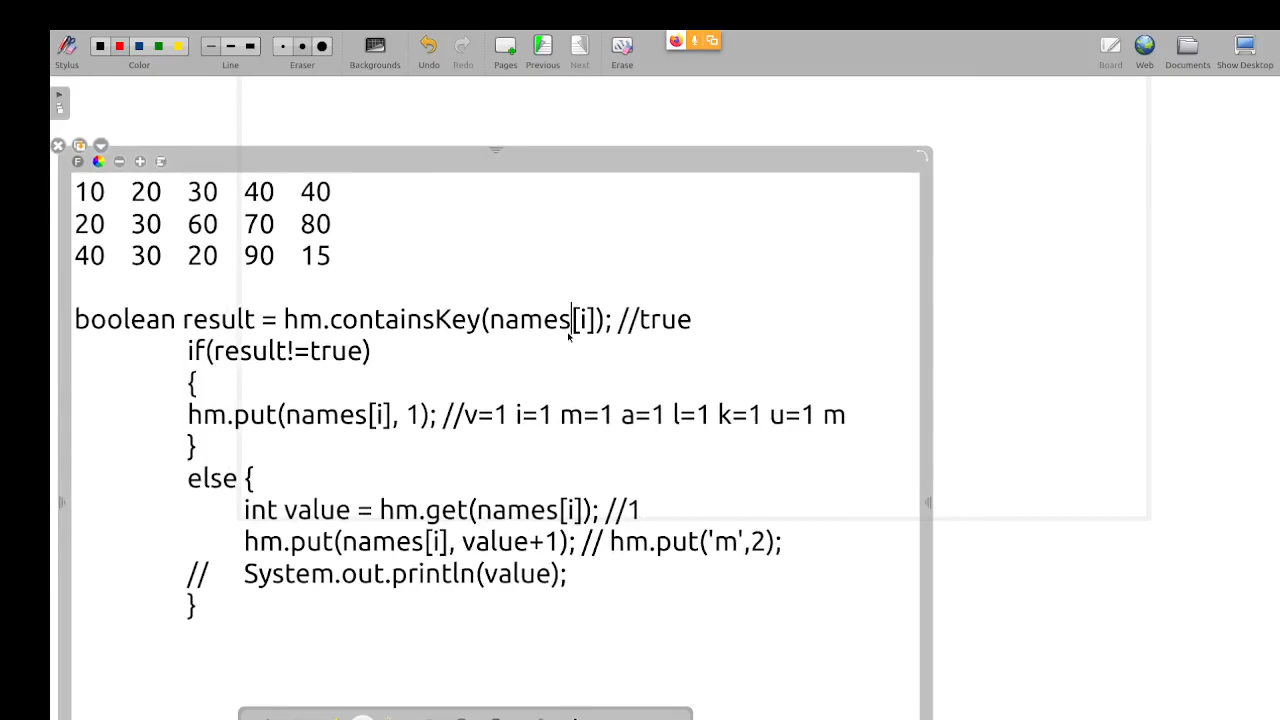 Stylus Color Line Eraser Backgrounds Undo Redo Pages Previous Next Erase Board Web Documents Show Desktop
F
10 20 30 40 40
20 30 60 70 80
40 30 20 90 15
boolean result = hm.containsKey(names[i]); //true
if(result!=true)
{
hm.put(names[i], 1); //v=1 i=1 m=1 a=1 l=1 k=1 u=1 m
}
else {
int value = hm.get(names[i]); //1
hm.put(names[i], value+1); // hm.put('m',2);
// System.out.println(value);
}